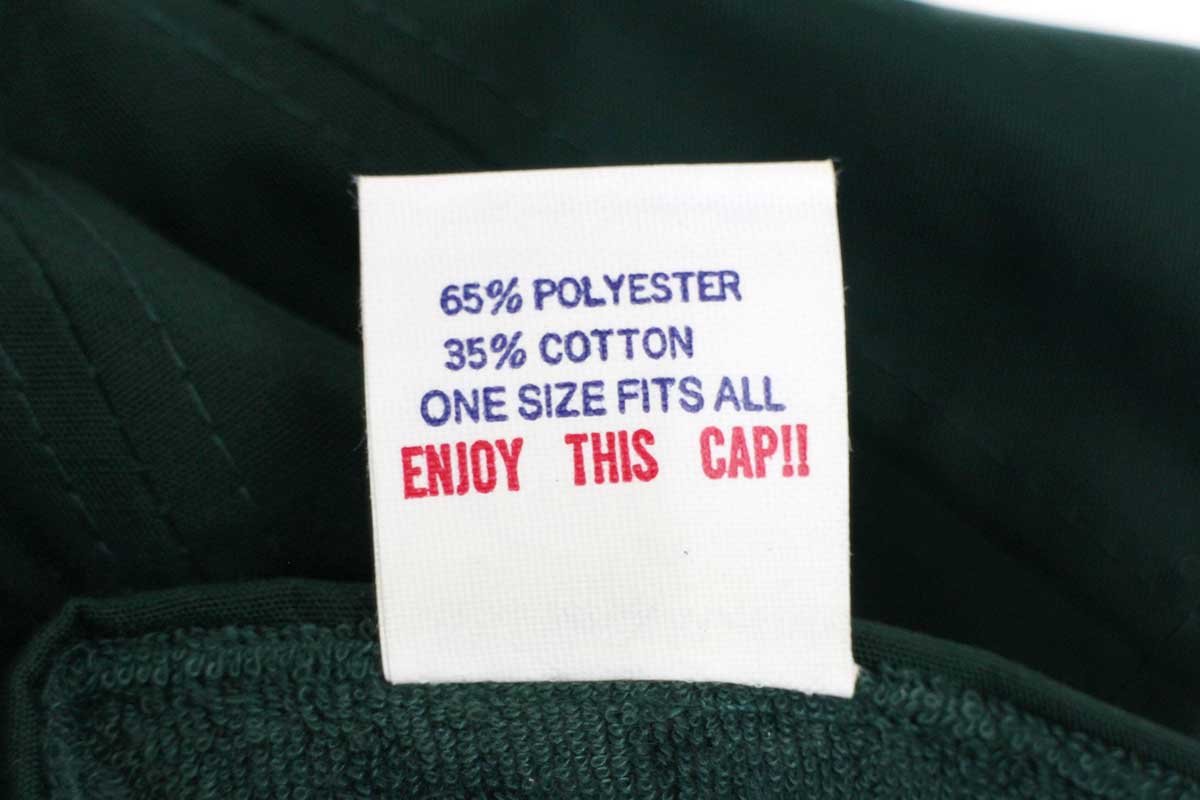 65% POLYESTER
35% COTTON
ONE SIZE FITS ALL
ENJOY THIS CAP!!